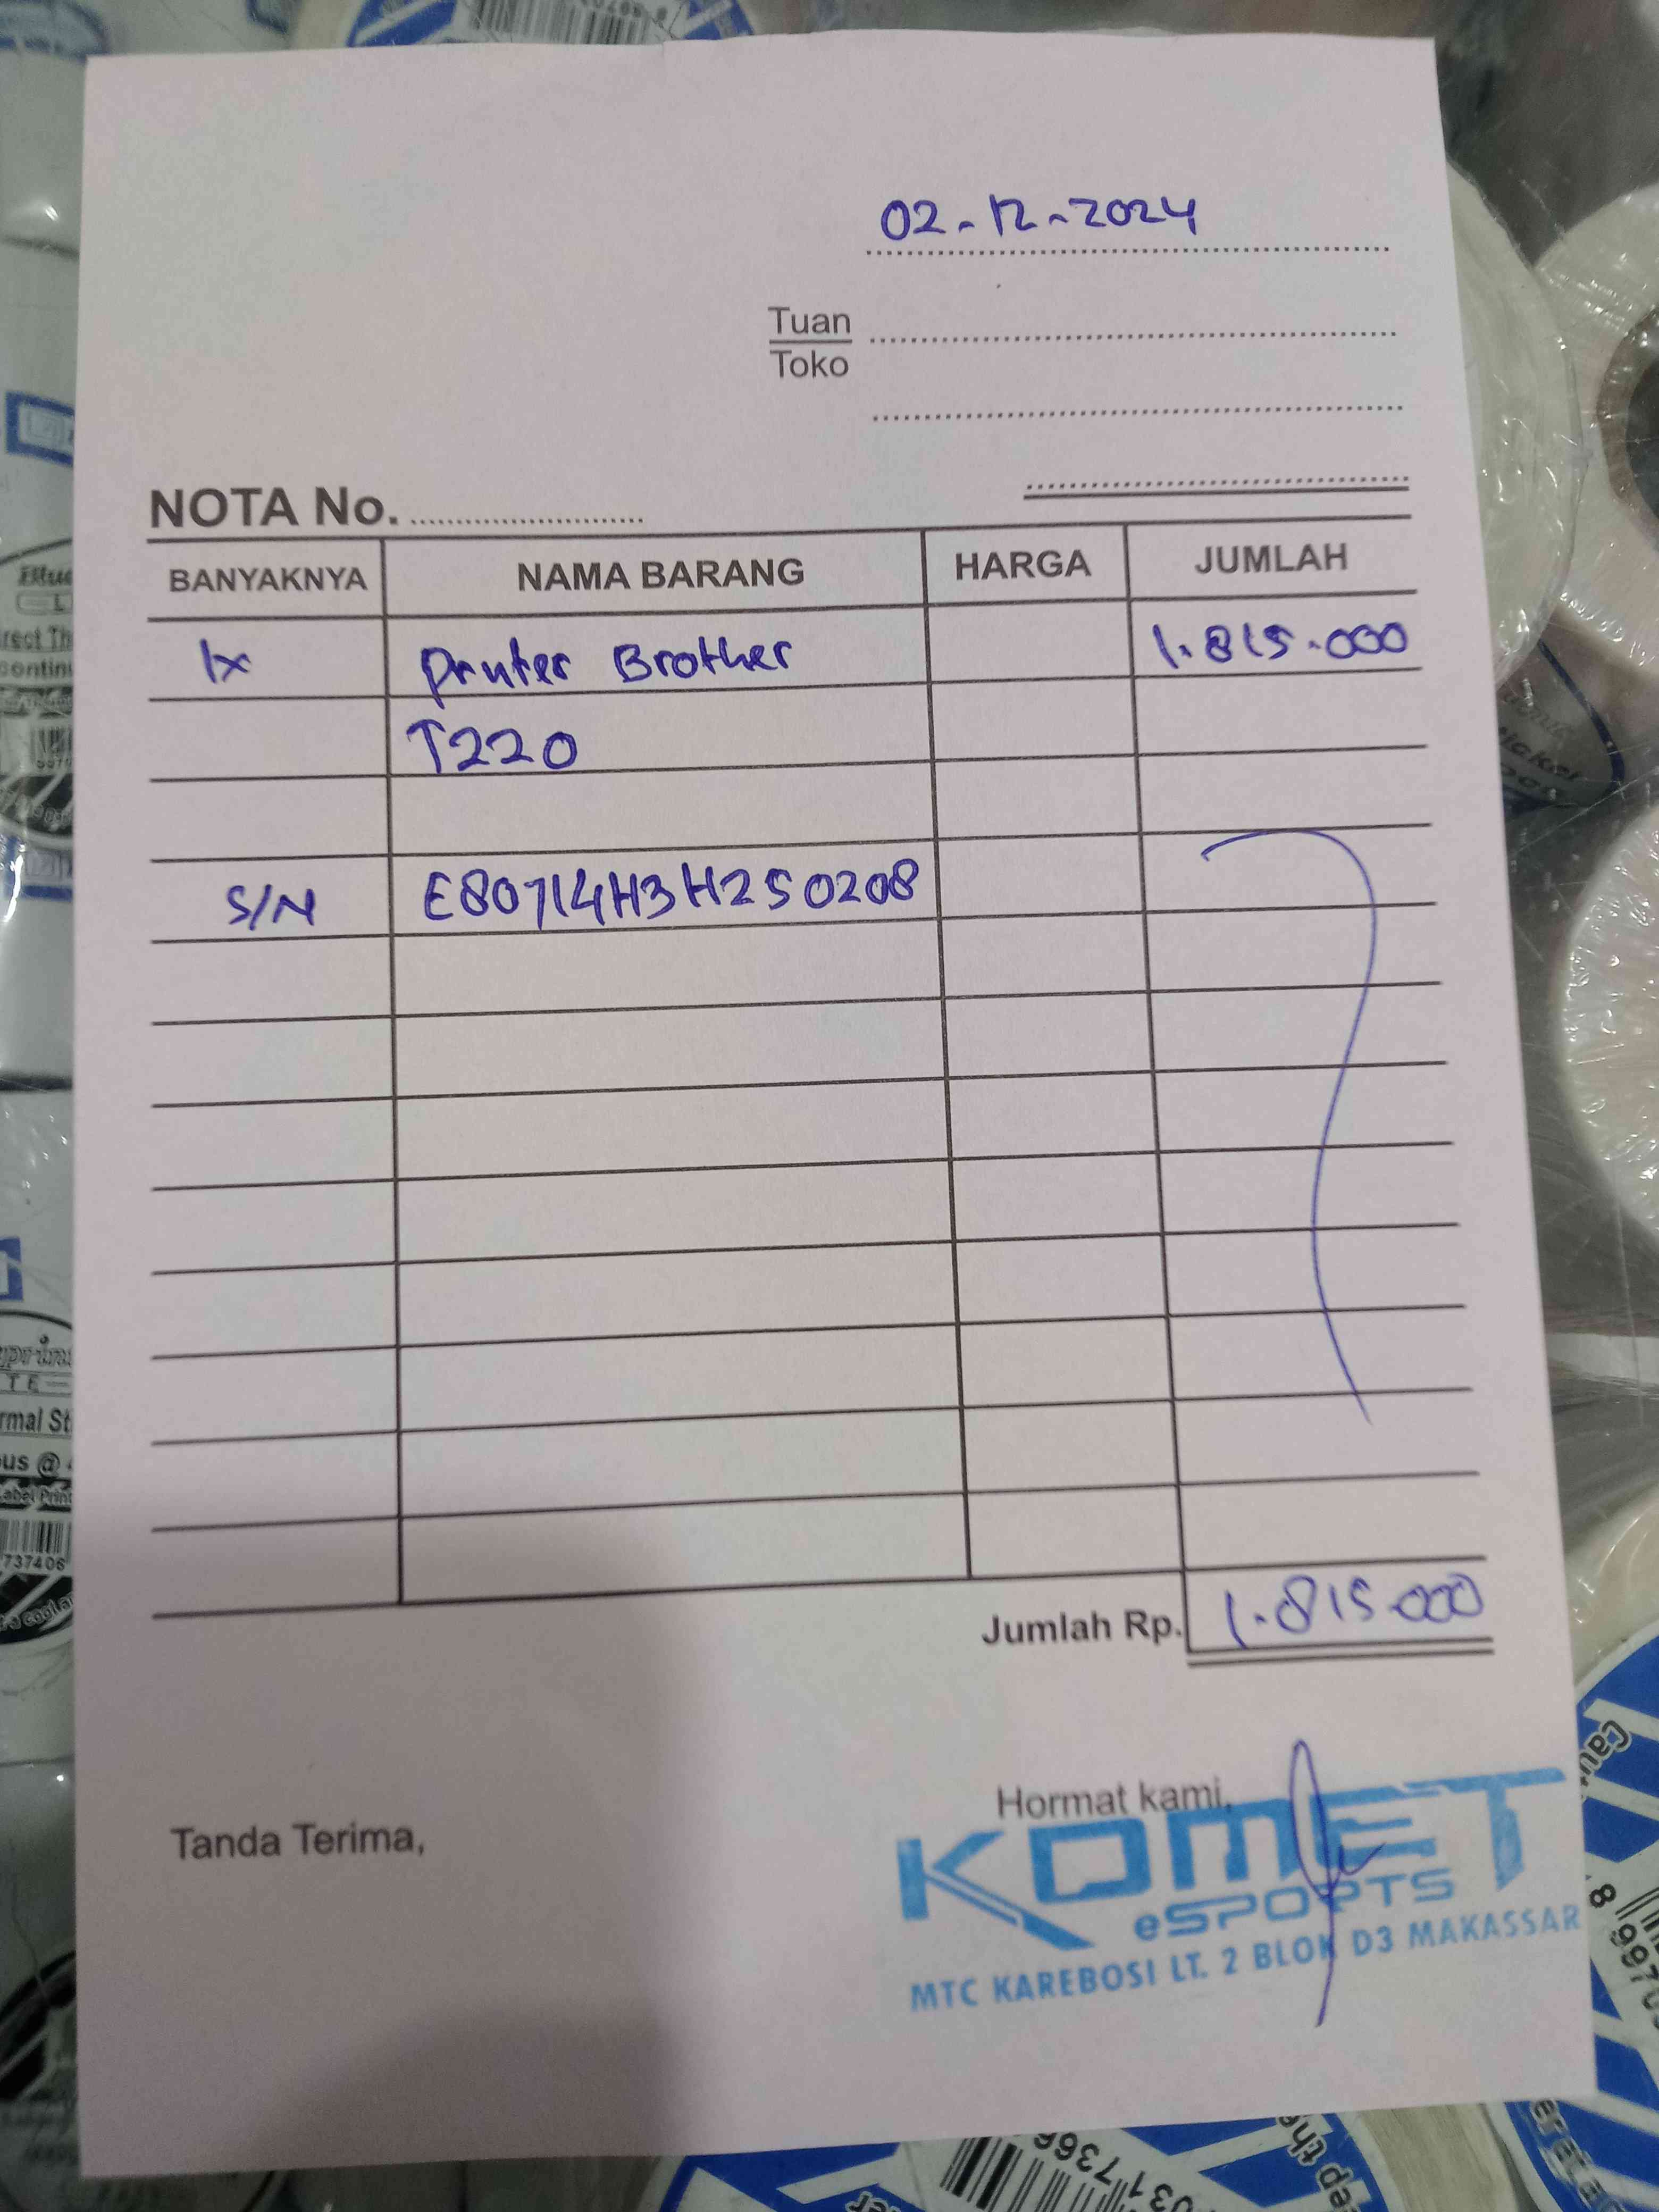 02-12-2024
Tuan
Toko
NOTA No.
BANYAKNYA NAMA BARANG HARGA JUMLAH
1x Printer Brother 1.815.000
T220
S/N E80714H3H250208
Jumlah Rp. 1.815.000
Tanda Terima,
Hormat kami,
KOMET
eSPORTS
MTC KAREBOSI LT. 2 BLOK D3 MAKASSAR
737406